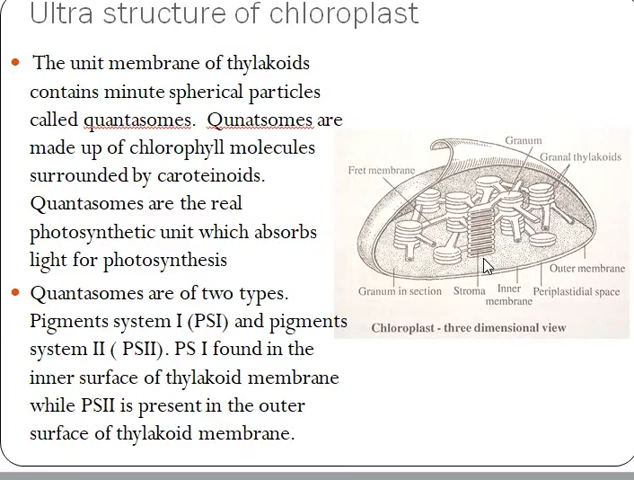 Ultra structure of chloroplast
The unit membrane of thylakoids
contains minute spherical particles
called quantasomes.  Qunatsomes are
made up of chlorophyll molecules
surrounded by caroteinoids.
Quantasomes are the real
photosynthetic unit which absorbs
light for photosynthesis
Quantasomes are of two types.
Pigments system I (PSI) and pigments
system II ( PSII). PS I found in the
inner surface of thylakoid membrane
while PSII is present in the outer
surface of thylakoid membrane.
Granum
Granal thylakoids
Fret membrane
Outer membrane
Granum in section
Stroma
Inner
membrane
Periplastidial space
Chloroplast - three dimensional view